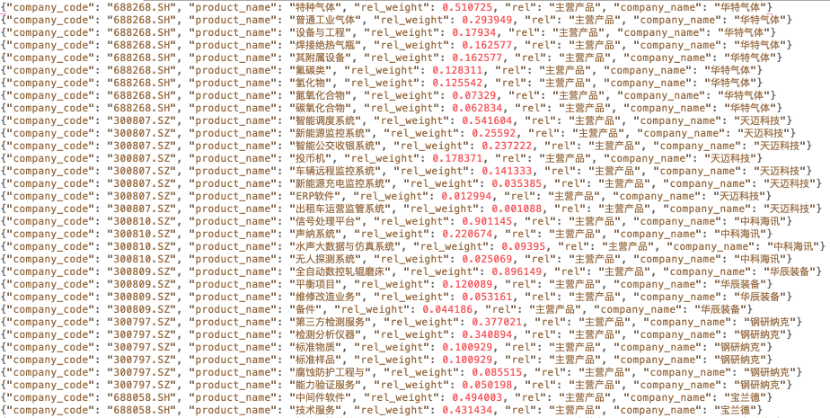 {"company_code": "688268.SH", "product_name": "特种气体", "rel_weight": 0.510725, "rel": "主营产品", "company_name": "华特气体"}
{"company_code": "688268.SH", "product_name": "普通工业气体", "rel_weight": 0.293949, "rel": "主营产品", "company_name": "华特气体"}
{"company_code": "688268.SH", "product_name": "设备与工程", "rel_weight": 0.17934, "rel": "主营产品", "company_name": "华特气体"}
{"company_code": "688268.SH", "product_name": "焊接绝热气瓶", "rel_weight": 0.162577, "rel": "主营产品", "company_name": "华特气体"}
{"company_code": "688268.SH", "product_name": "其附属设备", "rel_weight": 0.162577, "rel": "主营产品", "company_name": "华特气体"}
{"company_code": "688268.SH", "product_name": "氟碳类", "rel_weight": 0.128311, "rel": "主营产品", "company_name": "华特气体"}
{"company_code": "688268.SH", "product_name": "氢化物", "rel_weight": 0.125542, "rel": "主营产品", "company_name": "华特气体"}
{"company_code": "688268.SH", "product_name": "氮氧化合物", "rel_weight": 0.07329, "rel": "主营产品", "company_name": "华特气体"}
{"company_code": "688268.SH", "product_name": "碳氧化合物", "rel_weight": 0.062834, "rel": "主营产品", "company_name": "华特气体"}
{"company_code": "300807.SZ", "product_name": "智能调度系统", "rel_weight": 0.541604, "rel": "主营产品", "company_name": "天迈科技"}
{"company_code": "300807.SZ", "product_name": "新能源监控系统", "rel_weight": 0.25592, "rel": "主营产品", "company_name": "天迈科技"}
{"company_code": "300807.SZ", "product_name": "智能公交收银系统", "rel_weight": 0.237222, "rel": "主营产品", "company_name": "天迈科技"}
{"company_code": "300807.SZ", "product_name": "投币机", "rel_weight": 0.178371, "rel": "主营产品", "company_name": "天迈科技"}
{"company_code": "300807.SZ", "product_name": "车辆远程监控系统", "rel_weight": 0.141333, "rel": "主营产品", "company_name": "天迈科技"}
{"company_code": "300807.SZ", "product_name": "新能源充电监控系统", "rel_weight": 0.035385, "rel": "主营产品", "company_name": "天迈科技"}
{"company_code": "300807.SZ", "product_name": "ERP软件", "rel_weight": 0.012994, "rel": "主营产品", "company_name": "天迈科技"}
{"company_code": "300807.SZ", "product_name": "出租车运营监管系统", "rel_weight": 0.001088, "rel": "主营产品", "company_name": "天迈科技"}
{"company_code": "300810.SZ", "product_name": "信号处理平台", "rel_weight": 0.901145, "rel": "主营产品", "company_name": "中科海讯"}
{"company_code": "300810.SZ", "product_name": "声纳系统", "rel_weight": 0.220674, "rel": "主营产品", "company_name": "中科海讯"}
{"company_code": "300810.SZ", "product_name": "水声大数据与仿真系统", "rel_weight": 0.09395, "rel": "主营产品", "company_name": "中科海讯"}
{"company_code": "300810.SZ", "product_name": "无人探测系统", "rel_weight": 0.025069, "rel": "主营产品", "company_name": "中科海讯"}
{"company_code": "300809.SZ", "product_name": "全自动数控轧辊磨床", "rel_weight": 0.896149, "rel": "主营产品", "company_name": "华辰装备"}
{"company_code": "300809.SZ", "product_name": "平衡项目", "rel_weight": 0.120089, "rel": "主营产品", "company_name": "华辰装备"}
{"company_code": "300809.SZ", "product_name": "维修改造业务", "rel_weight": 0.053161, "rel": "主营产品", "company_name": "华辰装备"}
{"company_code": "300809.SZ", "product_name": "备件", "rel_weight": 0.044186, "rel": "主营产品", "company_name": "华辰装备"}
{"company_code": "300797.SZ", "product_name": "第三方检测服务", "rel_weight": 0.377021, "rel": "主营产品", "company_name": "钢研纳克"}
{"company_code": "300797.SZ", "product_name": "检测分析仪器", "rel_weight": 0.340894, "rel": "主营产品", "company_name": "钢研纳克"}
{"company_code": "300797.SZ", "product_name": "标准物质", "rel_weight": 0.100929, "rel": "主营产品", "company_name": "钢研纳克"}
{"company_code": "300797.SZ", "product_name": "标准样品", "rel_weight": 0.100929, "rel": "主营产品", "company_name": "钢研纳克"}
{"company_code": "300797.SZ", "product_name": "腐蚀防护工程与", "rel_weight": 0.085515, "rel": "主营产品", "company_name": "钢研纳克"}
{"company_code": "300797.SZ", "product_name": "能力验证服务", "rel_weight": 0.050198, "rel": "主营产品", "company_name": "钢研纳克"}
{"company_code": "688058.SH", "product_name": "中间件软件", "rel_weight": 0.494003, "rel": "主营产品", "company_name": "宝兰德"}
{"company_code": "688058.SH", "product_name": "技术服务", "rel_weight": 0.431434, "rel": "主营产品", "company_name": "宝兰德"}